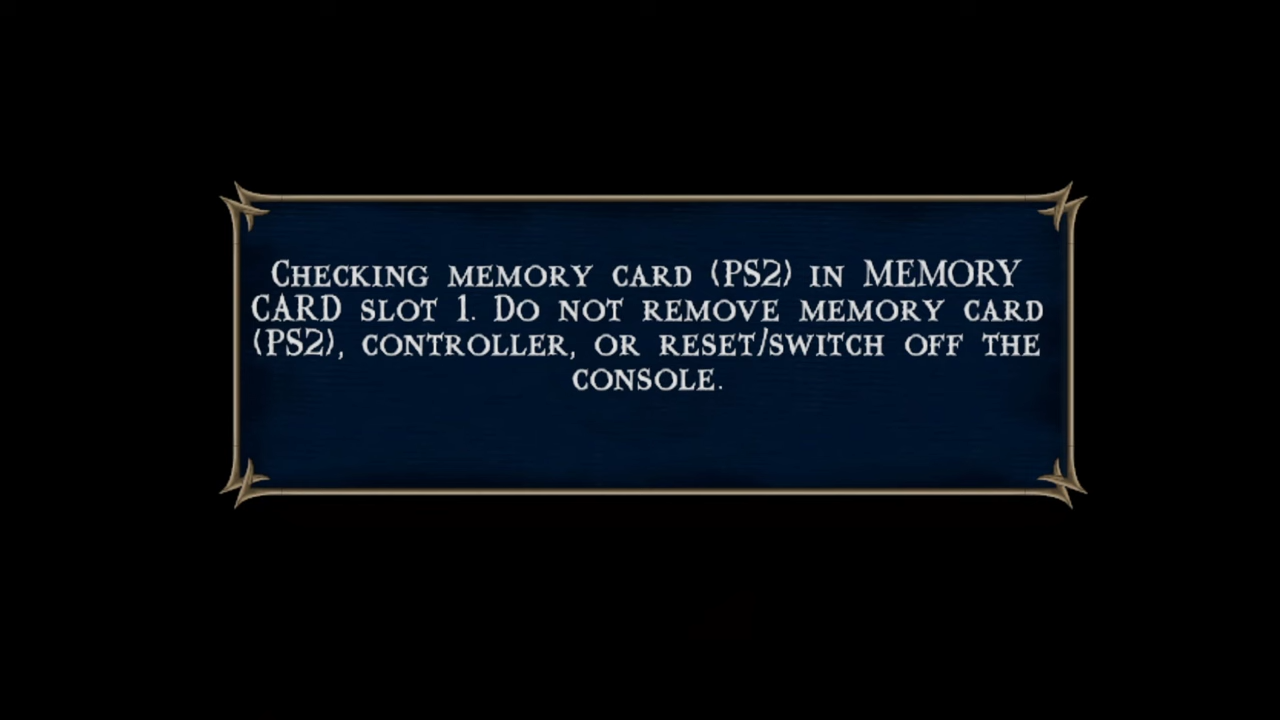 Checking memory card (PS2) in MEMORY
CARD slot 1. Do not remove memory card
(PS2), controller, or reset/switch off the
console.